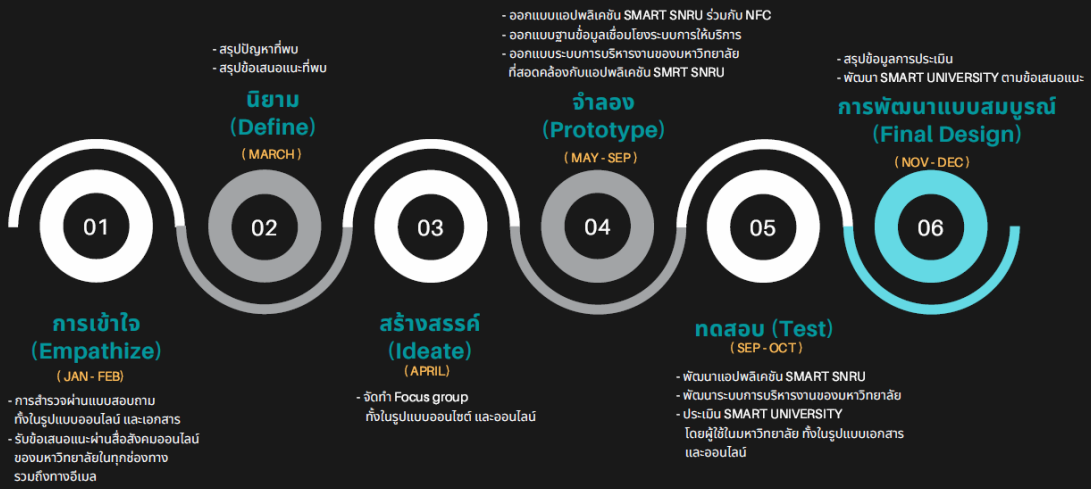 01
การเข้าใจ
(Empathize)
( JAN - FEB)
- การสำรวจผ่านแบบสอบถาม
ทั้งในรูปแบบออนไลน์ และเอกสาร
- รับข้อเสนอแนะผ่านสื่อสังคมออนไลน์
ของมหาวิทยาลัยในทุกช่องทาง
รวมถึงทางอีเมล
- สรุปปัญหาที่พบ
- สรุปข้อเสนอแนะที่พบ
นิยาม
(Define)
( MARCH )
02
03
สร้างสรรค์
(Ideate)
(APRIL)
- จัดทำ Focus group
ทั้งในรูปแบบออนไซต์ และออนไลน์
- ออกแบบแอปพลิเคชัน SMART SNRU ร่วมกับ NFC
- ออกแบบฐานข้อมูลเชื่อมโยงระบบการให้บริการ
- ออกแบบระบบการบริหารงานของมหาวิทยาลัย
ที่สอดคล้องกับแอปพลิเคชัน SMRT SNRU
จำลอง
(Prototype)
( MAY - SEP)
04
05
ทดสอบ (Test)
( SEP - OCT)
- พัฒนาแอปพลิเคชัน SMART SNRU
- พัฒนาระบบการบริหารงานของมหาวิทยาลัย
- ประเมิน SMART UNIVERSITY
โดยผู้ใช้ในมหาวิทยาลัย ทั้งในรูปแบบเอกสาร
และออนไลน์
- สรุปข้อมูลการประเมิน
- พัฒนา SMART UNIVERSITY ตามข้อเสนอแนะ
การพัฒนาแบบสมบูรณ์
(Final Design)
( NOV - DEC)
06